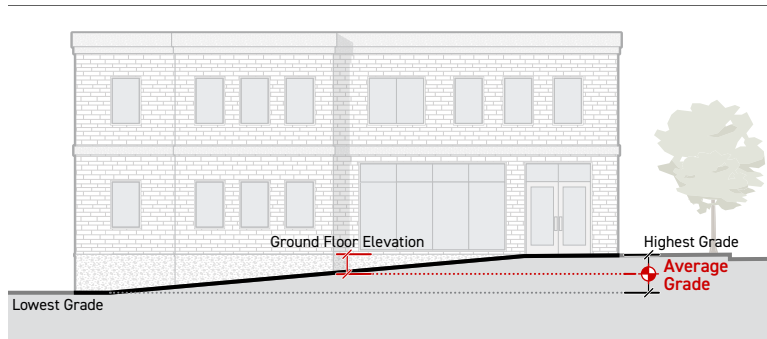 Ground Floor Elevation
Highest Grade
Average
Grade
Lowest Grade